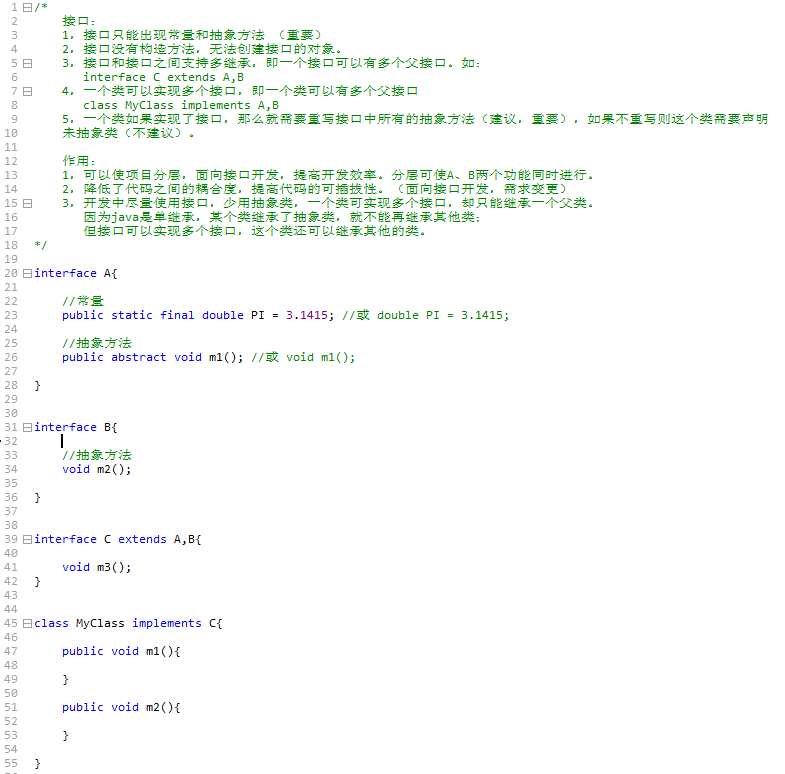 1 /*
2 接口：
3 1，接口只能出现常量和抽象方法 （重要）
4 2，接口没有构造方法，无法创建接口的对象。
5 3，接口和接口之间支持多继承，即一个接口可以有多个父接口。如：
6 interface C extends A,B
7 4，一个类可以实现多个接口，即一个类可以有多个父接口
8 class MyClass implements A,B
9 5，一个类如果实现了接口，那么就需要重写接口中所有的抽象方法（建议，重要），如果不重写则这个类需要声明
10 未抽象类（不建议）。
11
12 作用：
13 1，可以使项目分层，面向接口开发，提高开发效率。分层可使A、B两个功能同时进行。
14 2，降低了代码之间的耦合度，提高代码的可插拔性。（面向接口开发，需求变更）
15 3，开发中尽量使用接口，少用抽象类，一个类可实现多个接口，却只能继承一个父类。
16 因为java是单继承，某个类继承了抽象类，就不能再继承其他类；
17 但接口可以实现多个接口，这个类还可以继承其他的类。
18 */
19
20 interface A{
21
22 //常量
23 public static final double PI = 3.1415; //或 double PI = 3.1415;
24
25 //抽象方法
26 public abstract void m1(); //或 void m1();
27
28 }
29
30
31 interface B{
32
33 //抽象方法
34 void m2();
35
36 }
37
38
39 interface C extends A,B{
40
41 void m3();
42 }
43
44
45 class MyClass implements C{
46
47 public void m1(){
48
49 }
50
51 public void m2(){
52
53 }
54
55 }